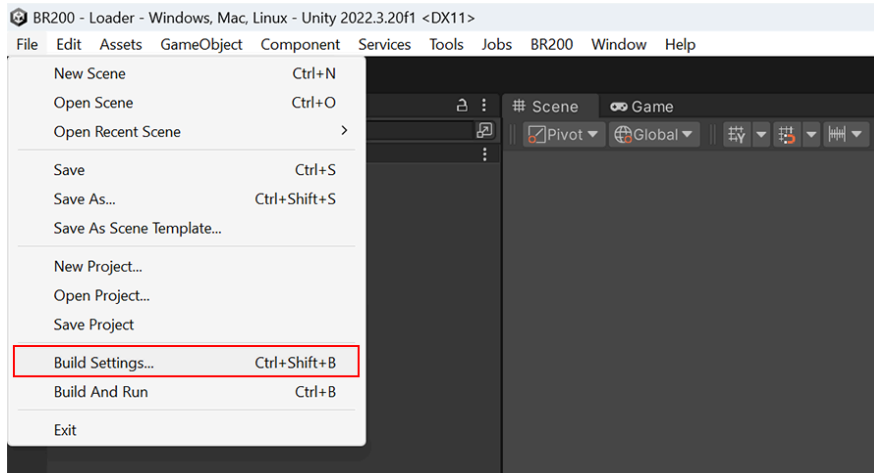 BR200 - Loader - Windows, Mac, Linux - Unity 2022.3.20f1 <DX11>
File Edit Assets GameObject Component Services Tools Jobs BR200 Window Help
New Scene Ctrl+N
Open Scene Ctrl+O
Open Recent Scene
Save Ctrl+S
Save As... Ctrl+Shift+S
Save As Scene Template...
New Project...
Open Project...
Save Project
Build Settings... Ctrl+Shift+B
Build And Run Ctrl+B
Exit
Scene Game
Pivot Global